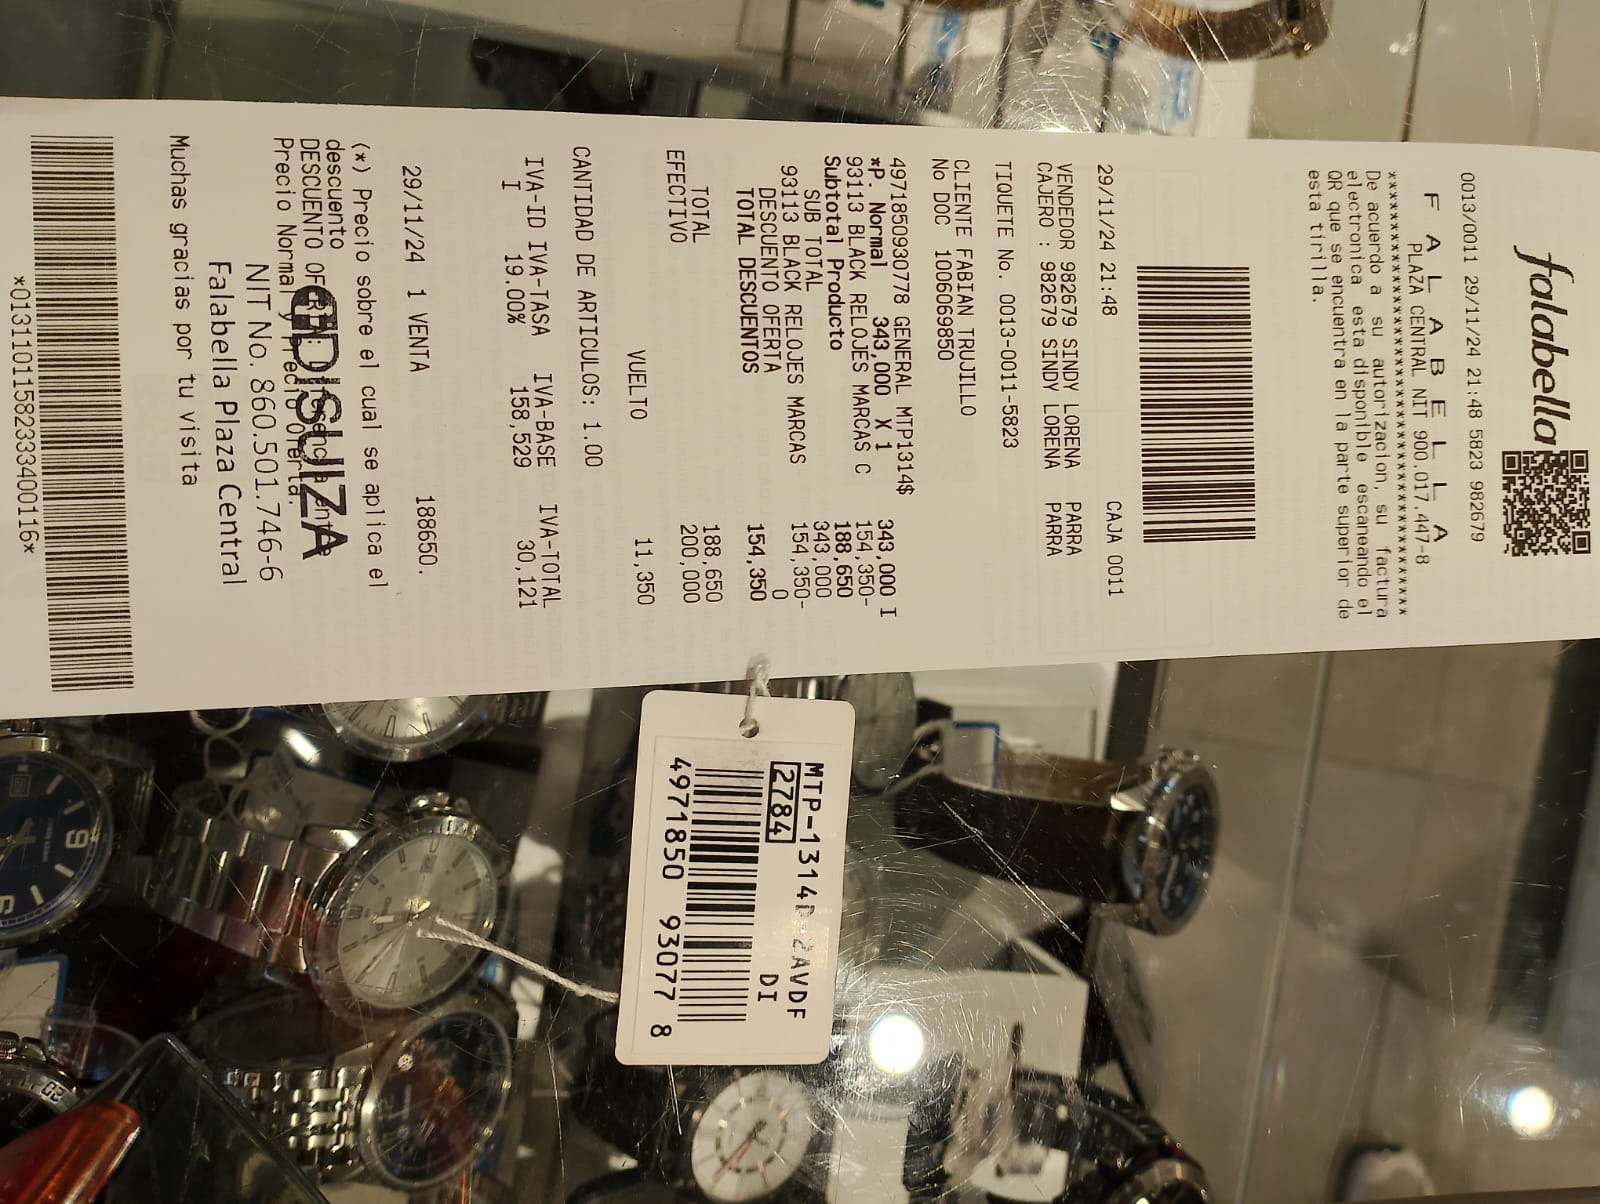 falabella
0013/0011 29/11/24 21:48 5823 982679
F A L A B E L L A
PLAZA CENTRAL NIT 900.017.447-8
De acuerdo a su autorizacion, su factura
electronica esta disponible escaneando el
QR que se encuentra en la parte superior de
esta tirilla.
29/11/24 21:48 CAJA 0011
VENDEDOR 982679 SINDY LORENA PARRA
CAJERO : 982679 SINDY LORENA PARRA
TIQUETE No. 0013-0011-5823
CLIENTE FABIAN TRUJILLO
No DOC 1006069850
4971850930778 GENERAL MTP1314$ 343,000 I
*P. Normal 343,000 X 1
93113 BLACK RELOJES MARCAS C 154,350-
Subtotal Producto 188,650
SUB TOTAL 343,000
93113 BLACK RELOJES MARCAS 154,350-
DESCUENTO OFERTA 0
TOTAL DESCUENTOS 154,350
TOTAL 188,650
EFECTIVO 200,000
VUELTO 11,350
CANTIDAD DE ARTICULOS: 1.00
IVA-ID IVA-TASA IVA-BASE IVA-TOTAL
I 19.00% 158,529 30,121
29/11/24 1 VENTA 188650.
(*) Precio sobre el cual se aplica el
descuento
DESCUENTO
Precio Normal y Precio Oferta.
DISUIZA
NIT No. 860.501.746-6
Falabella Plaza Central
Muchas gracias por tu visita
*01311011582333400116*
MTP-1314D-2AVDF
2784 DI
4971850 93077 8